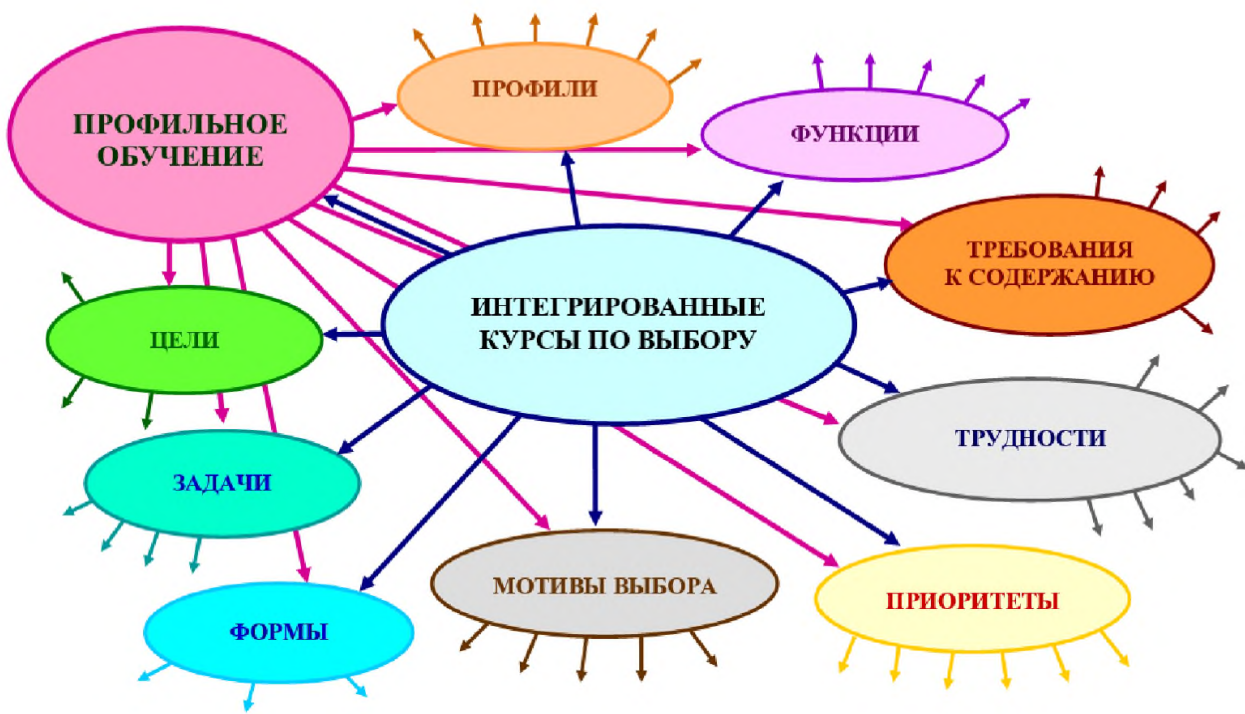 ПРОФИЛЬНОЕ
ОБУЧЕНИЕ
ПРОФИЛИ
ФУНКЦИИ
ТРЕБОВАНИЯ
К СОДЕРЖАНИЮ
ИНТЕГРИРОВАННЫЕ
КУРСЫ ПО ВЫБОРУ
ЦЕЛИ
ТРУДНОСТИ
ЗАДАЧИ
МОТИВЫ ВЫБОРА
ПРИОРИТЕТЫ
ФОРМЫ